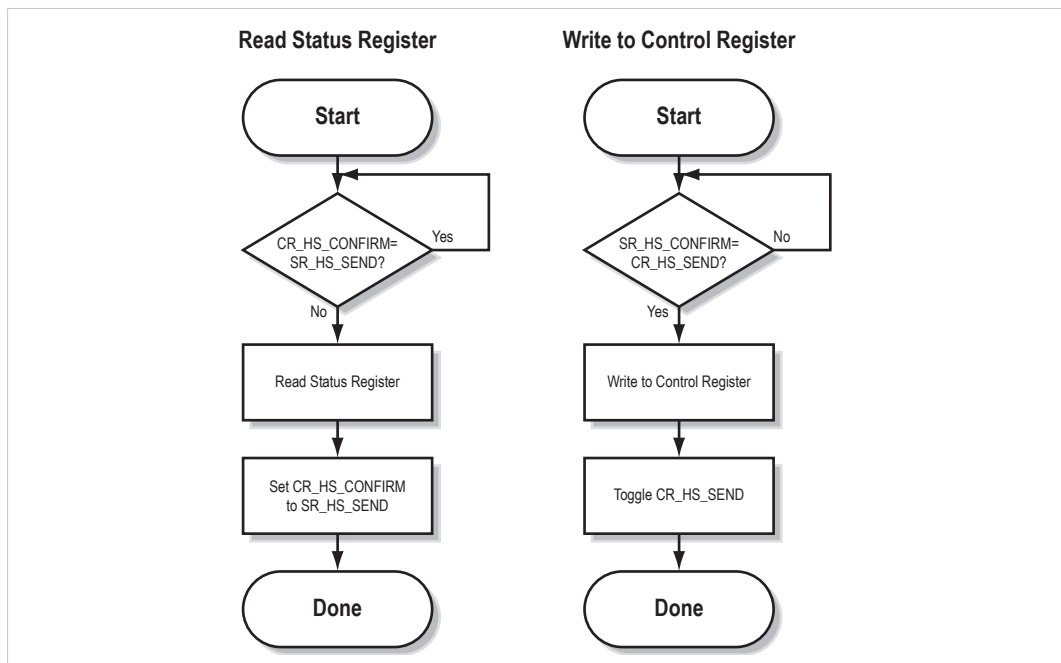 Read Status Register
Start
CR_HS_CONFIRM=
SR_HS_SEND?
Yes
No
Read Status Register
Set CR_HS_CONFIRM
to SR_HS_SEND
Done
Write to Control Register
Start
SR_HS_CONFIRM=
CR_HS_SEND?
No
Yes
Write to Control Register
Toggle CR_HS_SEND
Done